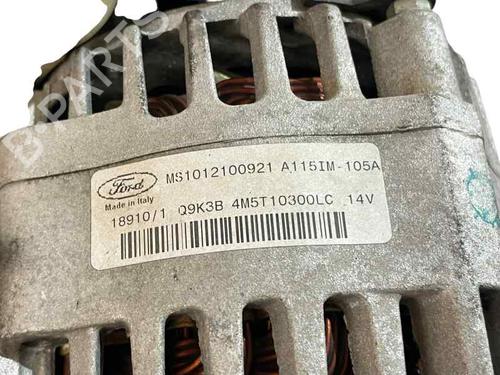 B-PARTS
Ford
Made in Italy
MS1012100921 A115IM-105A
18910/1 Q9K3B 4M5T10300LC 14V